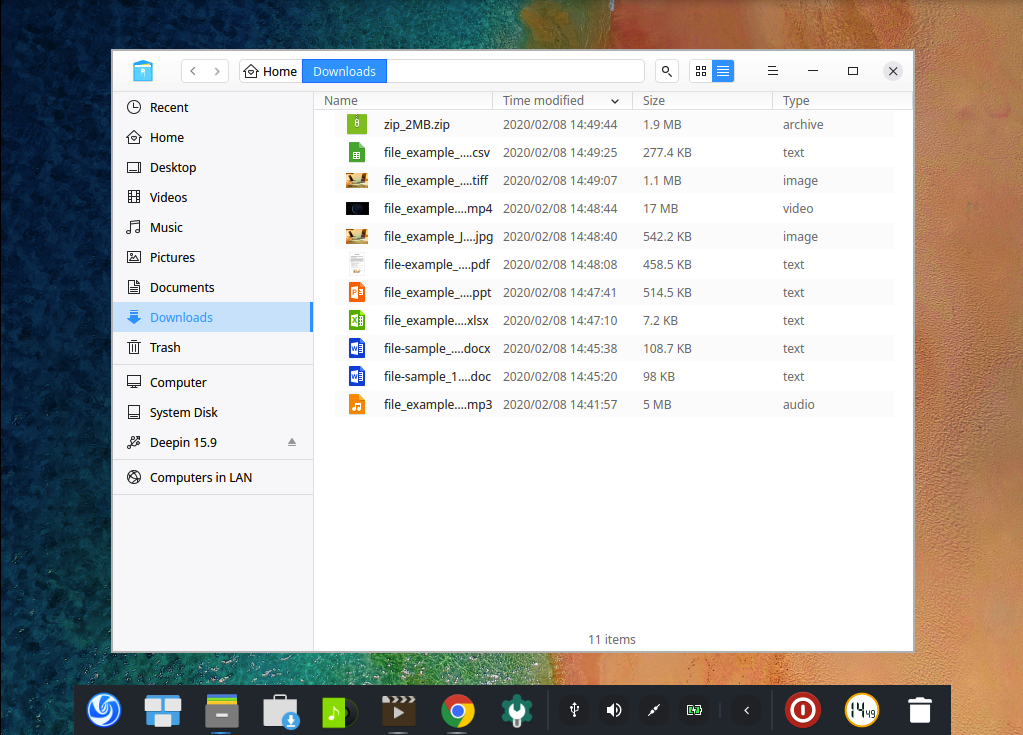 Home Downloads
Name Time modified Size Type
Recent
Home
Desktop
Videos
Music
Pictures
Documents
Downloads
Trash
Computer
System Disk
Deepin 15.9
Computers in LAN
zip_2MB.zip 2020/02/08 14:49:44 1.9 MB archive
file_example_....csv 2020/02/08 14:49:25 277.4 KB text
file_example_....tiff 2020/02/08 14:49:07 1.1 MB image
file_example....mp4 2020/02/08 14:48:44 17 MB video
file_example_J....jpg 2020/02/08 14:48:40 542.2 KB image
file-example_....pdf 2020/02/08 14:48:08 458.5 KB text
file_example_....ppt 2020/02/08 14:47:41 514.5 KB text
file_example....xlsx 2020/02/08 14:47:10 7.2 KB text
file-sample_....docx 2020/02/08 14:45:38 108.7 KB text
file-sample_1....doc 2020/02/08 14:45:20 98 KB text
file_example....mp3 2020/02/08 14:41:57 5 MB audio
11 items
14 49